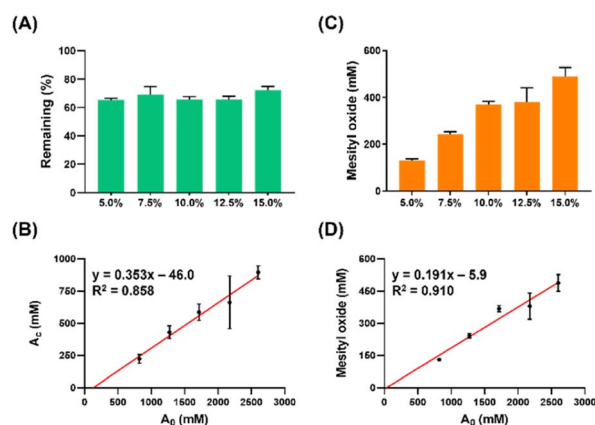 (A)
Remaining (%)
100
80
60
40
20
0
5.0% 7.5% 10.0% 12.5% 15.0%
(C)
Mesityl oxide (mM)
600
400
200
0
5.0% 7.5% 10.0% 12.5% 15.0%
(B)
y = 0.353x – 46.0
R² = 0.858
A_C (mM)
1000
750
500
250
0
0 500 1000 1500 2000 2500 3000
A₀ (mM)
(D)
y = 0.191x – 5.9
R² = 0.910
Mesityl oxide (mM)
600
450
300
150
0
0 500 1000 1500 2000 2500 3000
A₀ (mM)